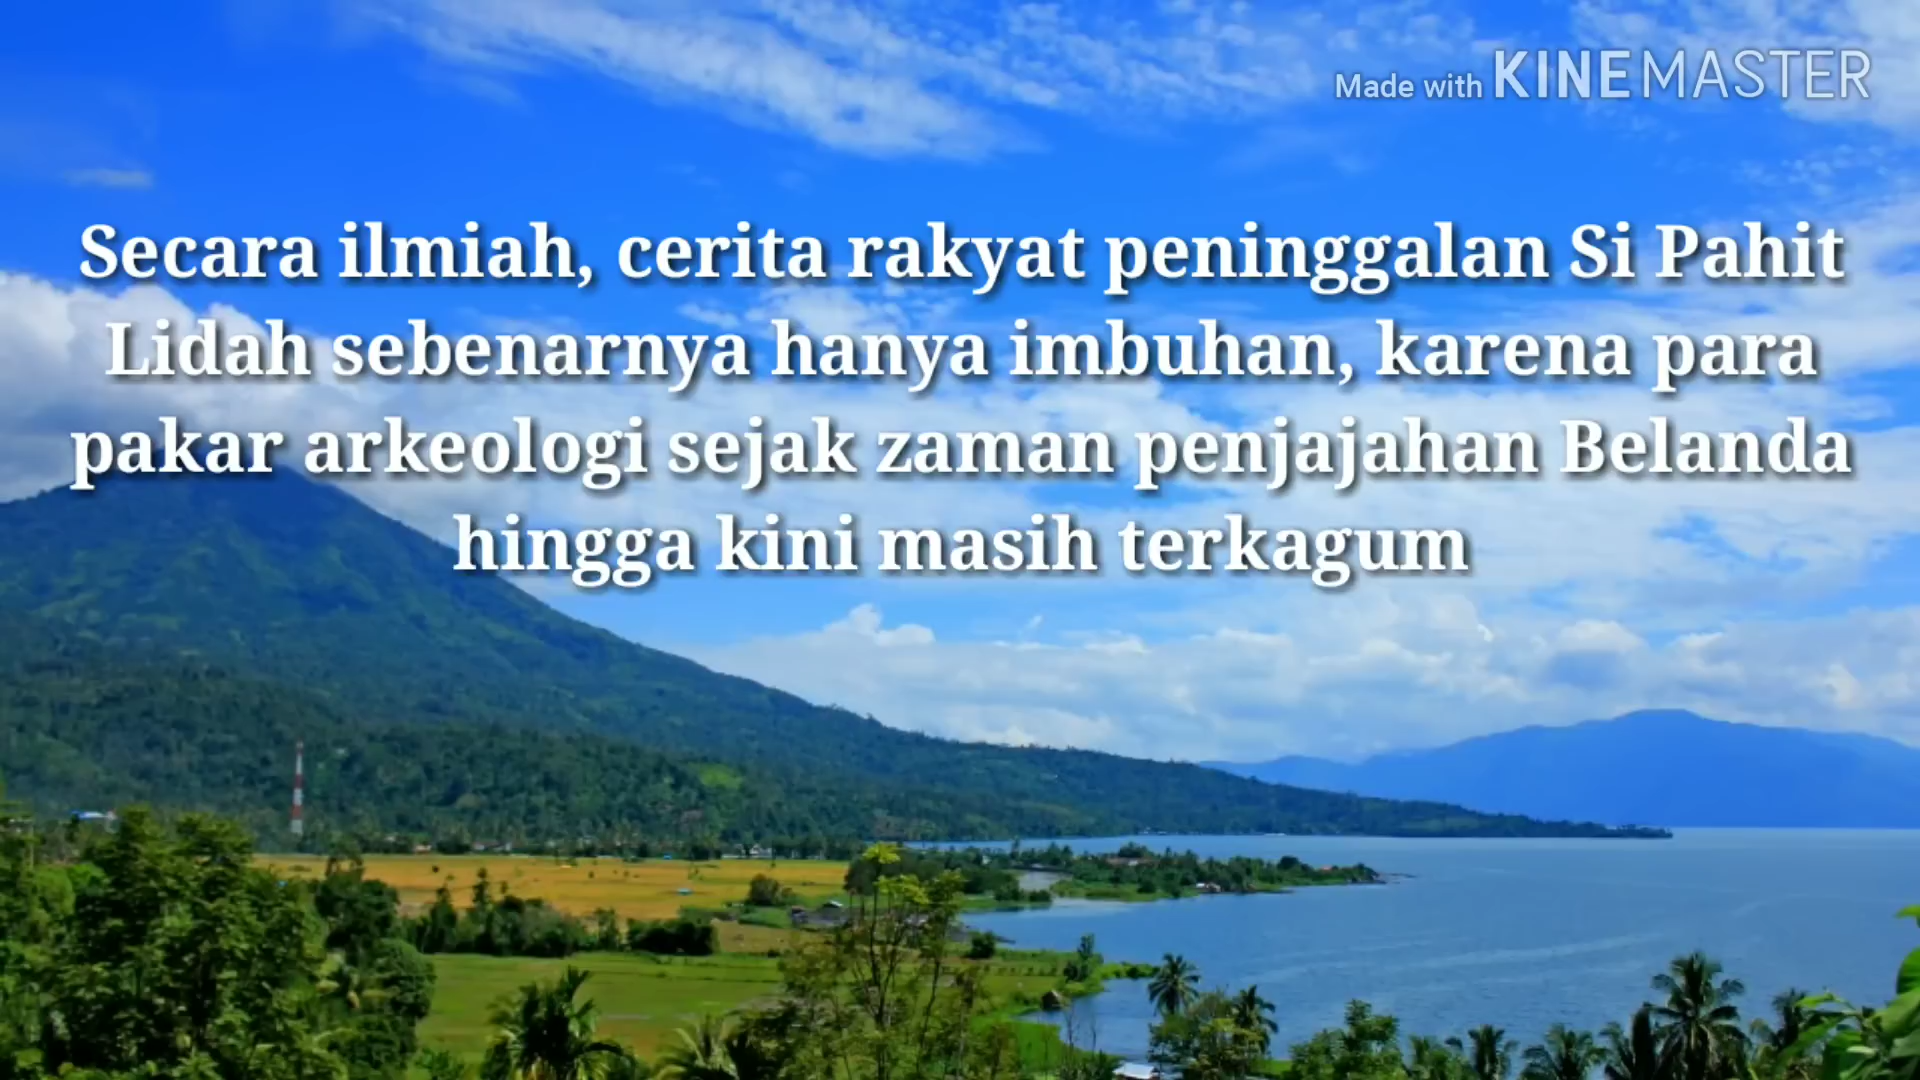 Made with KINEMASTER
Secara ilmiah, cerita rakyat peninggalan Si Pahit
Lidah sebenarnya hanya imbuhan, karena para
pakar arkeologi sejak zaman penjajahan Belanda
hingga kini masih terkagum